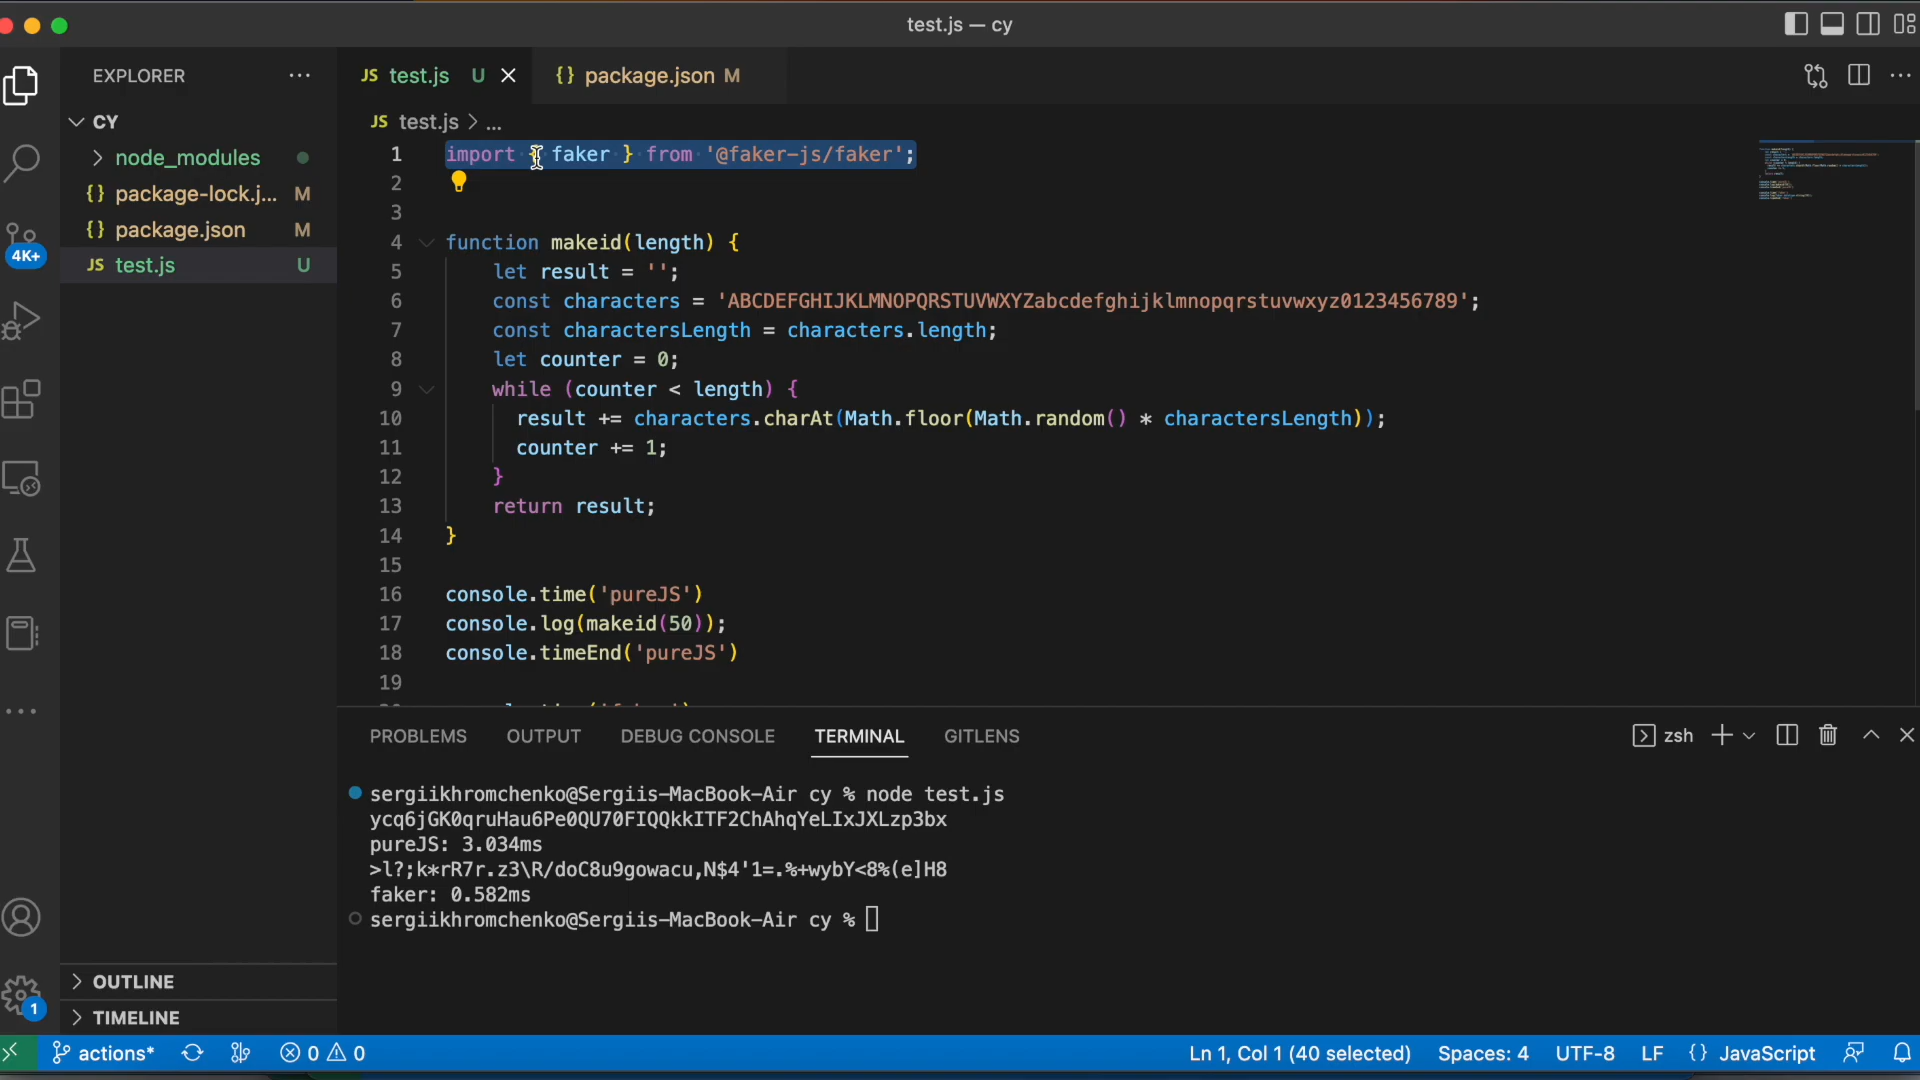 test.js — cy
EXPLORER
JS test.js U
{} package.json M
CY
node_modules
{} package-lock.j... M
{} package.json M
JS test.js U
4K+
JS test.js > ...
1 import { faker } from '@faker-js/faker';
2
3
4 function makeid(length) {
5 let result = '';
6 const characters = 'ABCDEFGHIJKLMNOPQRSTUVWXYZabcdefghijklmnopqrstuvwxyz0123456789';
7 const charactersLength = characters.length;
8 let counter = 0;
9 while (counter < length) {
10 result += characters.charAt(Math.floor(Math.random() * charactersLength));
11 counter += 1;
12 }
13 return result;
14 }
15
16 console.time('pureJS')
17 console.log(makeid(50));
18 console.timeEnd('pureJS')
19
PROBLEMS OUTPUT DEBUG CONSOLE TERMINAL GITLENS
zsh
sergiikhromchenko@Sergiis-MacBook-Air cy % node test.js
ycq6jGK0qruHau6Pe0QU70FIQQkkITF2ChAhqYeLIxJXLzp3bx
pureJS: 3.034ms
>l?;k*rR7r.z3\R/doC8u9gowacu,N$4'1=.%+wybY<8%(e]H8
faker: 0.582ms
sergiikhromchenko@Sergiis-MacBook-Air cy %
OUTLINE
1
TIMELINE
actions* 0 0 Ln 1, Col 1 (40 selected) Spaces: 4 UTF-8 LF {} JavaScript